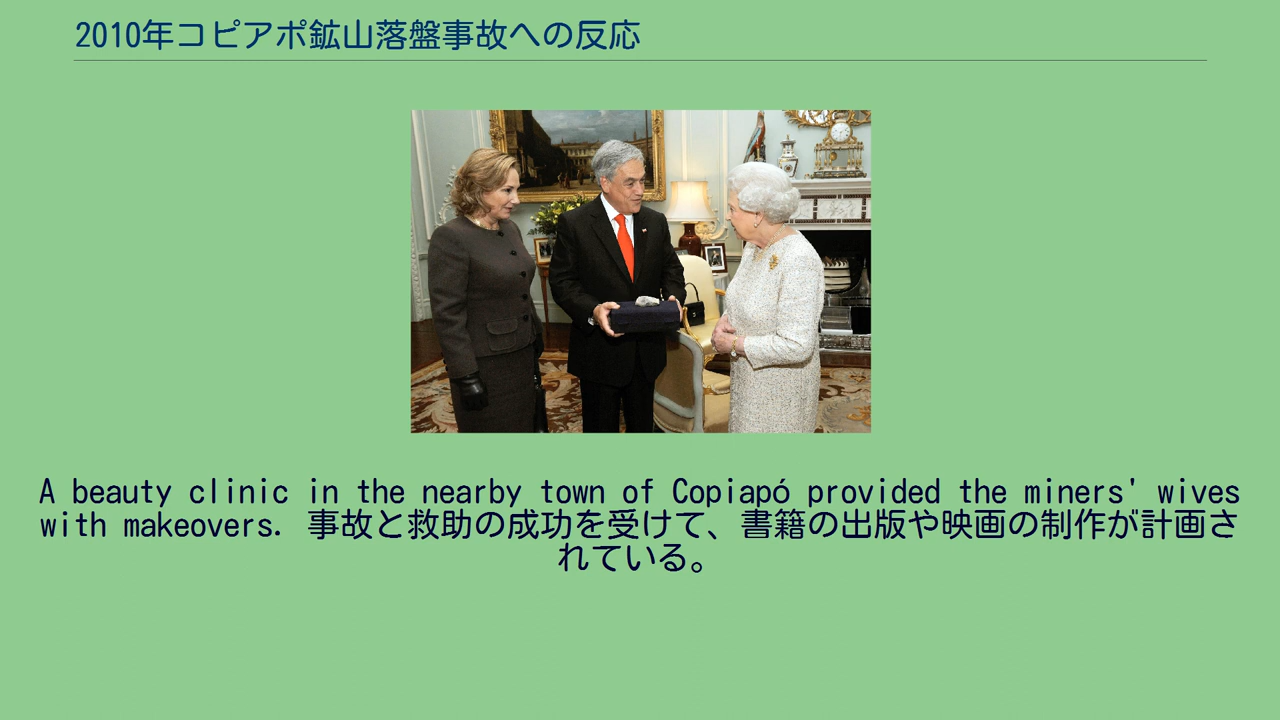 2010年コピアポ鉱山落盤事故への反応
A beauty clinic in the nearby town of Copiapó provided the miners' wives
with makeovers. 事故と救助の成功を受けて、書籍の出版や映画の制作が計画さ
れている。